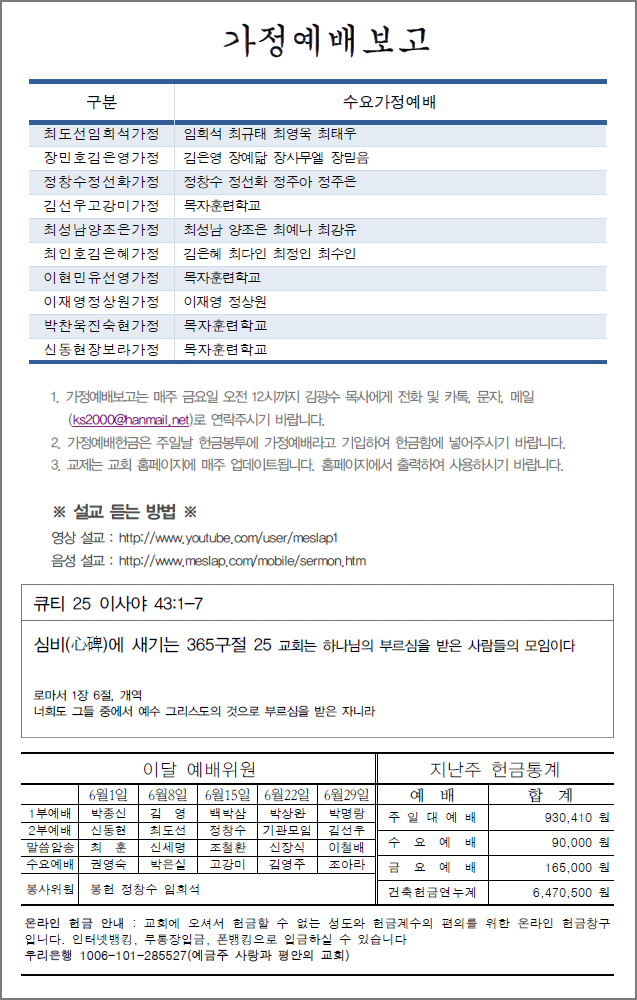 가정예배보고
구분 수요가정예배
최도선임희석가정 임희석 최규태 최영욱 최태우
장민호김은영가정 김은영 장예닮 장사무엘 장믿음
정창수정선화가정 정창수 정선화 정주아 정주은
김선우고강미가정 목자훈련학교
최성남양조은가정 최성남 양조은 최예나 최강유
최인호김은혜가정 김은혜 최다인 최정인 최수인
이현민유선영가정 목자훈련학교
이재영정상원가정 이재영 정상원
박찬욱진숙현가정 목자훈련학교
신동현장보라가정 목자훈련학교
1. 가정예배보고는 매주 금요일 오전 12시까지 김광수 목사에게 전화 및 카톡, 문자, 메일
(ks2000@hanmail.net)로 연락주시기 바랍니다.
2. 가정예배헌금은 주일날 헌금봉투에 가정예배라고 기입하여 헌금함에 넣어주시기 바랍니다.
3. 교제는 교회 홈페이지에 매주 업데이트됩니다. 홈페이지에서 출력하여 사용하시기 바랍니다.
※ 설교 듣는 방법 ※
영상 설교 : http://www.youtube.com/user/meslap1
음성 설교 : http://www.meslap.com/mobile/sermon.htm
큐티 25 이사야 43:1-7
심비(心碑)에 새기는 365구절 25 교회는 하나님의 부르심을 받은 사람들의 모임이다
로마서 1장 6절, 개역
너희도 그들 중에서 예수 그리스도의 것으로 부르심을 받은 자니라
이달 예배위원
6월1일 6월8일 6월15일 6월22일 6월29일
1부예배 박종신 김 영 백박삼 박상완 박명랑
2부예배 신동현 최도선 정창수 기관모임 김선우
말씀암송 최 훈 신세명 조철환 신장식 이철배
수요예배 권영숙 박은실 고강미 김영주 조아라
봉사위원 봉헌 정창수 임희석
지난주 헌금통계
예 배 합 계
주일대예배 930,410 원
수 요 예 배 90,000 원
금 요 예 배 165,000 원
건축헌금연누계 6,470,500 원
온라인 헌금 안내 : 교회에 오셔서 헌금할 수 없는 성도와 헌금계수의 편의를 위한 온라인 헌금창구
입니다. 인터넷뱅킹, 무통장입금, 폰뱅킹으로 입금하실 수 있습니다
우리은행 1006-101-285527(예금주 사랑과 평안의 교회)